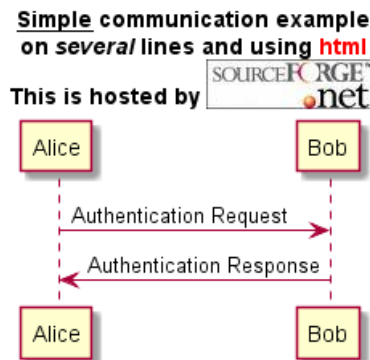 Simple communication example
on several lines and using html
This is hosted by SOURCEFORGE™
.net
Alice Bob
Authentication Request
Authentication Response
Alice Bob